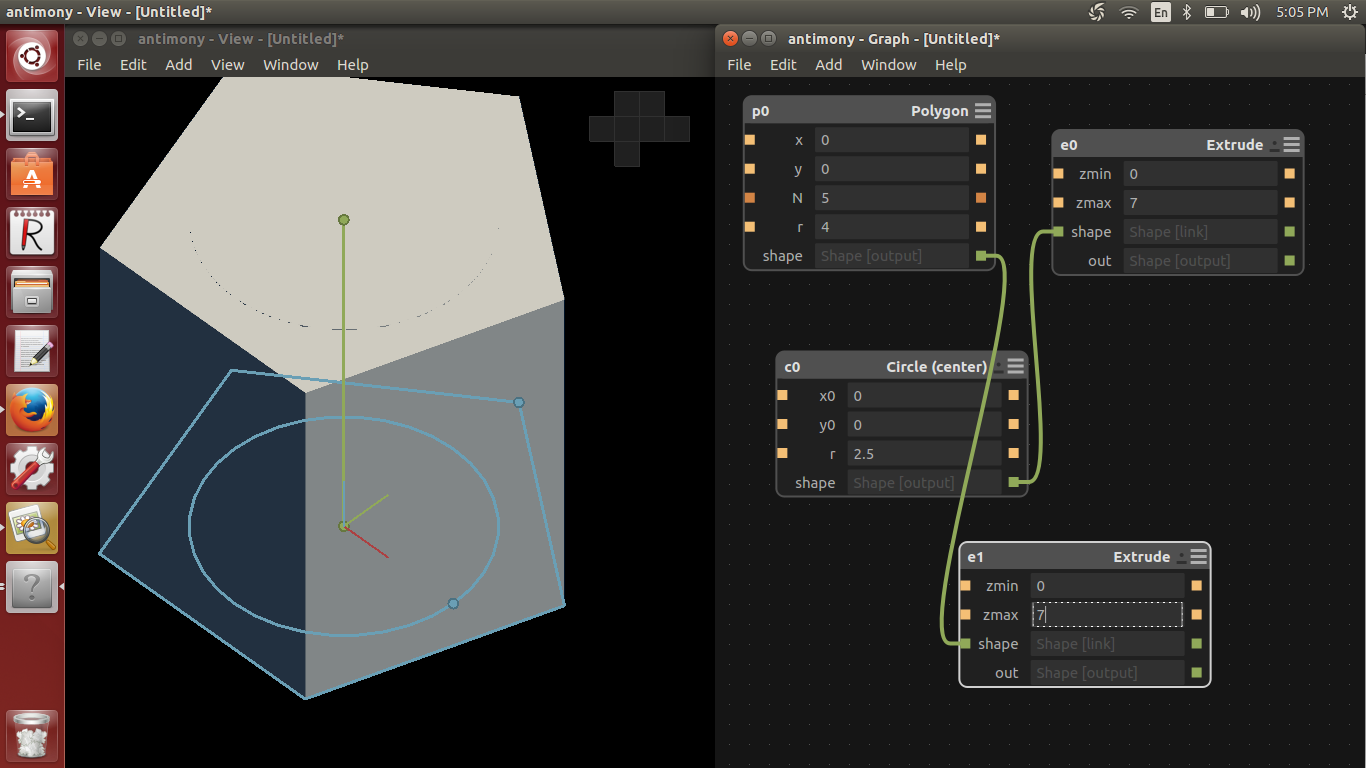 antimony - View - [Untitled]*
En
5:05 PM
antimony - View - [Untitled]*
File Edit Add View Window Help
antimony - Graph - [Untitled]*
File Edit Add Window Help
p0 Polygon
x 0
y 0
N 5
r 4
shape Shape [output]
e0 Extrude
zmin 0
zmax 7
shape Shape [link]
out Shape [output]
c0 Circle (center)
x0 0
y0 0
r 2.5
shape Shape [output]
e1 Extrude
zmin 0
zmax 7
shape Shape [link]
out Shape [output]
A
R
?